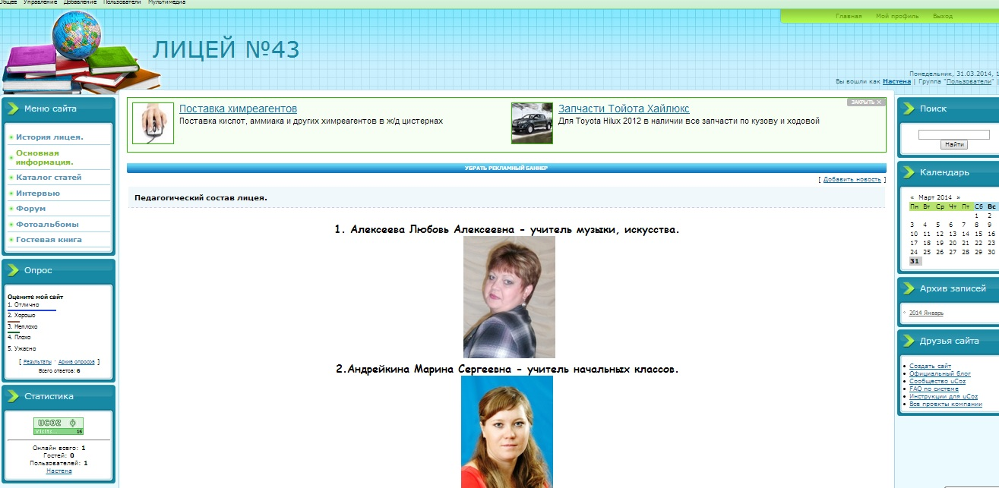 Общее Управление Добавление Пользователи Мультимедиа
Главная Мой профиль Выход
ЛИЦЕЙ №43
Понедельник, 31.03.2014, 1
Вы вошли как Настена | Группа "Пользователи" |
Меню сайта
История лицея.
Основная
информация.
Каталог статей
Интервью
Форум
Фотоальбомы
Гостевая книга
Опрос
Оцените мой сайт
1. Отлично
2. Хорошо
3. Неплохо
4. Плохо
5. Ужасно
[ Результаты · Архив опросов ]
Всего ответов: 6
Статистика
UCOZ
16
Онлайн всего: 1
Гостей: 0
Пользователей: 1
Настена
ЗАКРЫТЬ X
Поставка химреагентов
Поставка кислот, аммиака и других химреагентов в ж/д цистернах
Запчасти Тойота Хайлюкс
Для Toyota Hilux 2012 в наличии все запчасти по кузову и ходовой
УБРАТЬ РЕКЛАМНЫЙ БАННЕР
[ Добавить новость ]
Педагогический состав лицея.
1. Алексеева Любовь Алексеевна - учитель музыки, искусства.
2.Андрейкина Марина Сергеевна - учитель начальных классов.
Поиск
Найти
Календарь
« Март 2014 »
Пн Вт Ср Чт Пт Сб Вс
1 2
3 4 5 6 7 8 9
10 11 12 13 14 15 16
17 18 19 20 21 22 23
24 25 26 27 28 29 30
31
Архив записей
2014 Январь
Друзья сайта
Создать сайт
Официальный блог
Сообщество uCoz
FAQ по системе
Инструкции для uCoz
Все проекты компании